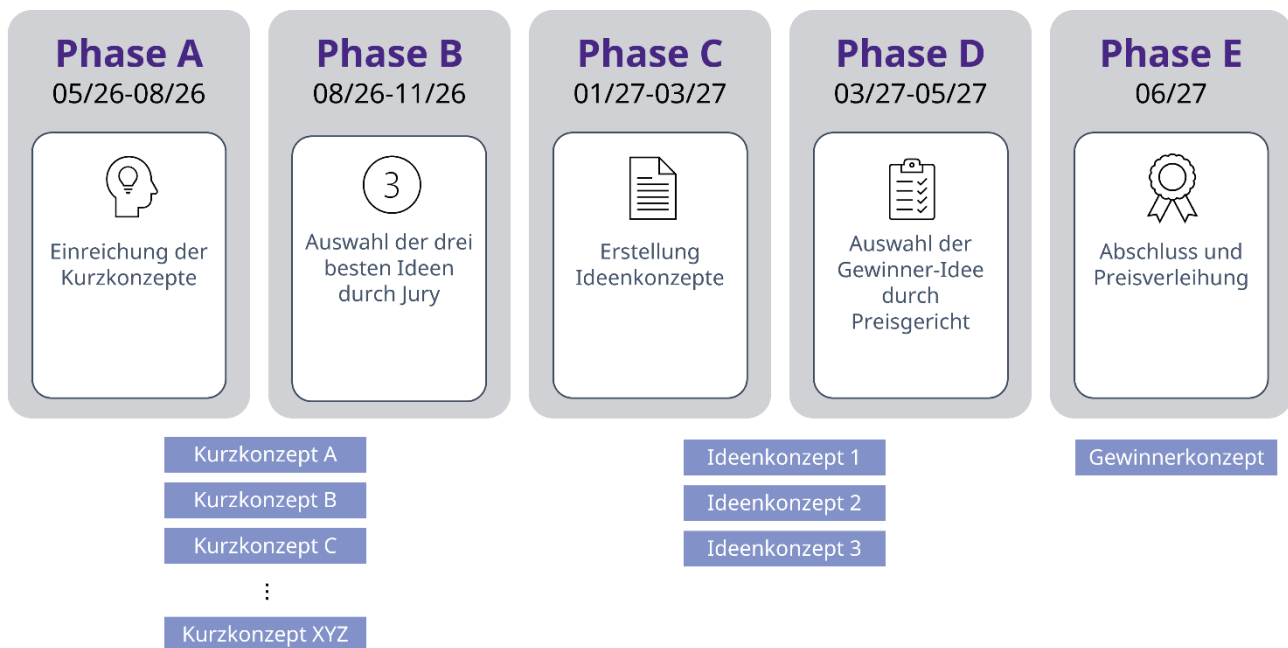 Phase A
05/26-08/26
Einreichung der
Kurzkonzepte
Phase B
08/26-11/26
3
Auswahl der drei
besten Ideen
durch Jury
Phase C
01/27-03/27
Erstellung
Ideenkonzepte
Phase D
03/27-05/27
Auswahl der
Gewinner-Idee
durch
Preisgericht
Phase E
06/27
Abschluss und
Preisverleihung
Kurzkonzept A
Kurzkonzept B
Kurzkonzept C
⋮
Kurzkonzept XYZ
Ideenkonzept 1
Ideenkonzept 2
Ideenkonzept 3
Gewinnerkonzept